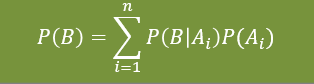 P(B) = ∑_{i=1}^{n} P(B|A_i)P(A_i)